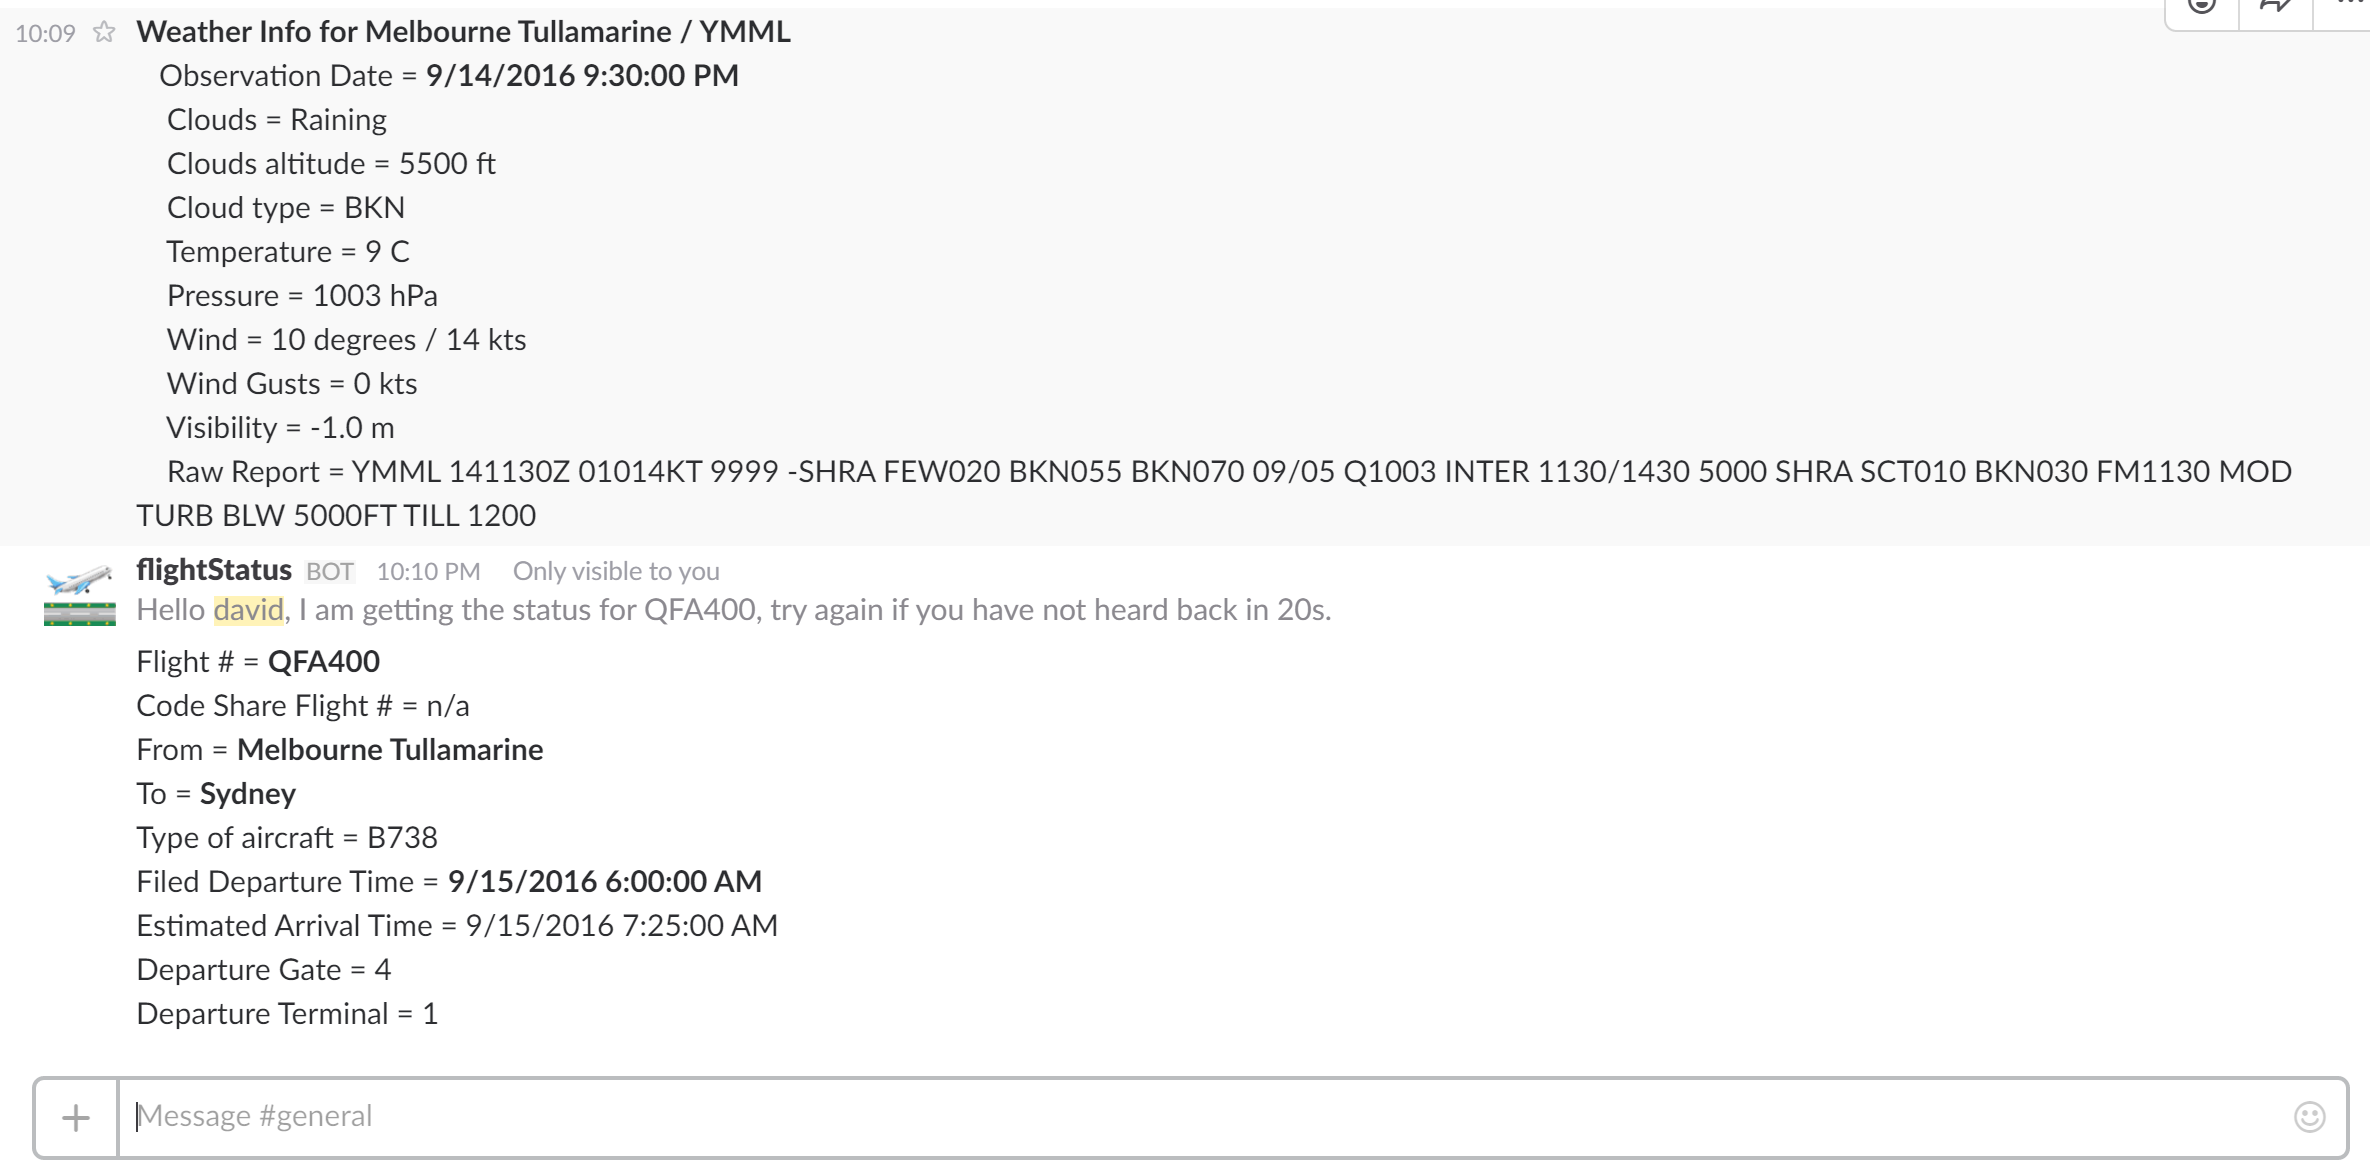 10:09 Weather Info for Melbourne Tullamarine / YMML
Observation Date = 9/14/2016 9:30:00 PM
Clouds = Raining
Clouds altitude = 5500 ft
Cloud type = BKN
Temperature = 9 C
Pressure = 1003 hPa
Wind = 10 degrees / 14 kts
Wind Gusts = 0 kts
Visibility = -1.0 m
Raw Report = YMML 141130Z 01014KT 9999 -SHRA FEW020 BKN055 BKN070 09/05 Q1003 INTER 1130/1430 5000 SHRA SCT010 BKN030 FM1130 MOD
TURB BLW 5000FT TILL 1200
flightStatus BOT 10:10 PM Only visible to you
Hello david, I am getting the status for QFA400, try again if you have not heard back in 20s.
Flight # = QFA400
Code Share Flight # = n/a
From = Melbourne Tullamarine
To = Sydney
Type of aircraft = B738
Filed Departure Time = 9/15/2016 6:00:00 AM
Estimated Arrival Time = 9/15/2016 7:25:00 AM
Departure Gate = 4
Departure Terminal = 1
Message #general